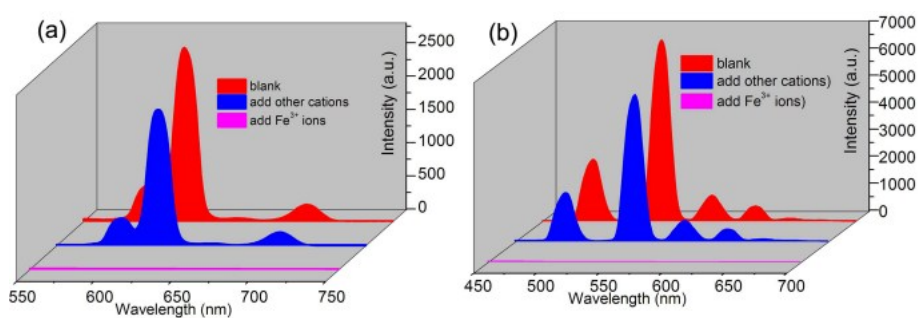 (a)
blank
add other cations
add Fe³⁺ ions
Intensity (a.u.)
2500
2000
1500
1000
500
0
550 600 650 700 750
Wavelength (nm)
(b)
blank
add other cations)
add Fe³⁺ ions)
Intensity (a.u.)
7000
6000
5000
4000
3000
2000
1000
0
450 500 550 600 650 700
Wavelength (nm)